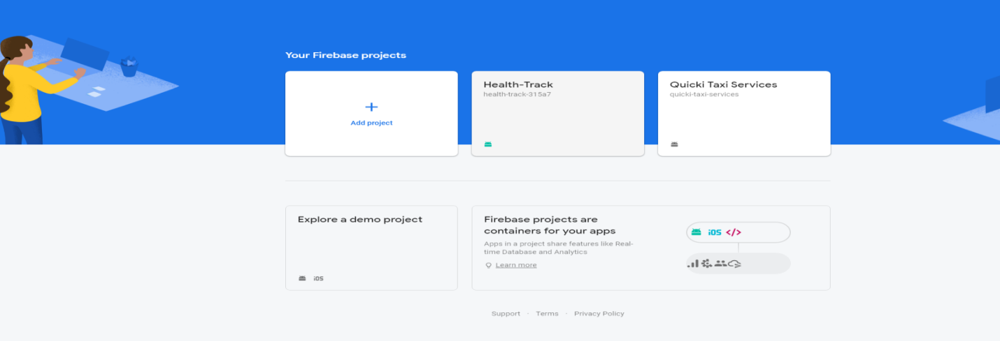 Your Firebase projects
Add project
Health-Track
health-track-315a7
Quicki Taxi Services
quicki-taxi-services
Explore a demo project
iOS
Firebase projects are
containers for your apps
Apps in a project share features like Real-
time Database and Analytics
Learn more
iOS </>
Support · Terms · Privacy Policy